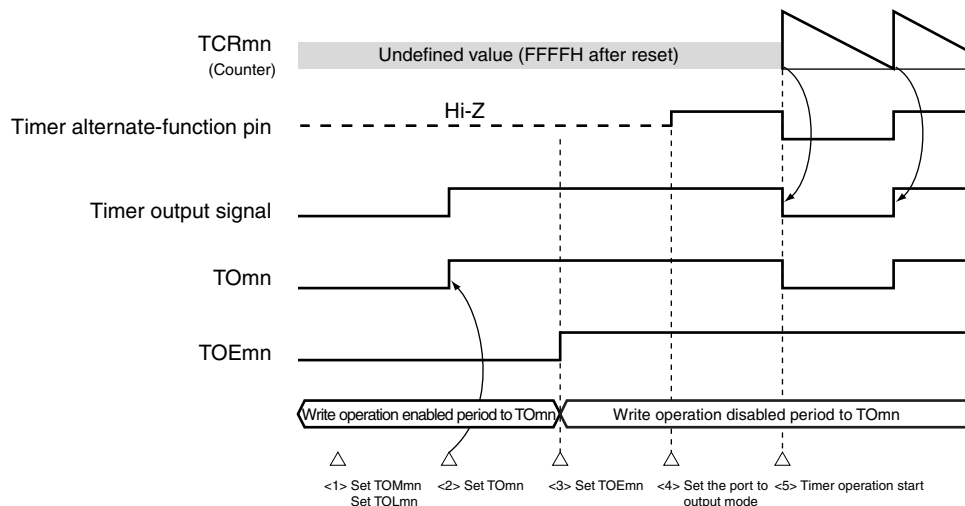 TCRmn
(Counter)
Undefined value (FFFFH after reset)
Hi-Z
Timer alternate-function pin
Timer output signal
TOmn
TOEmn
Write operation enabled period to TOmn
Write operation disabled period to TOmn
<1> Set TOMmn
Set TOLmn
<2> Set TOmn
<3> Set TOEmn
<4> Set the port to
output mode
<5> Timer operation start